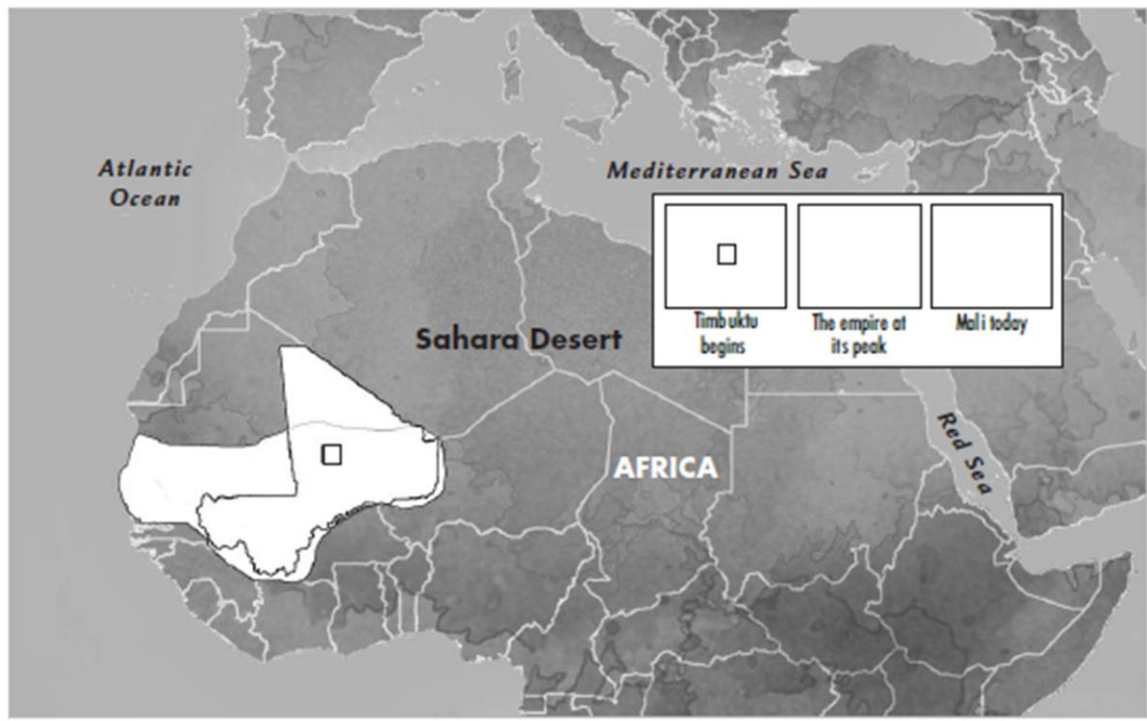 Atlantic
Ocean
Mediterranean Sea
Timbuktu
begins
The empire at
its peak
Mali today
Sahara Desert
AFRICA
Red Sea